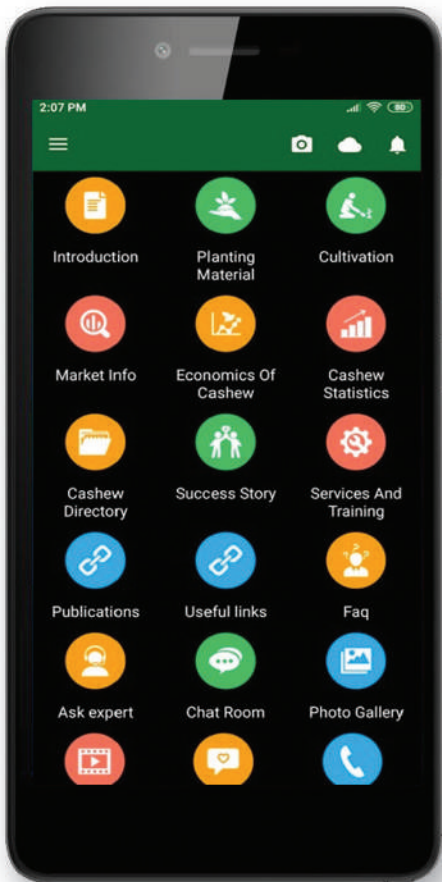 2:07 PM
80
Introduction
Planting
Material
Cultivation
Market Info
Economics Of
Cashew
Cashew
Statistics
Cashew
Directory
Success Story
Services And
Training
Publications
Useful links
Faq
Ask expert
Chat Room
Photo Gallery